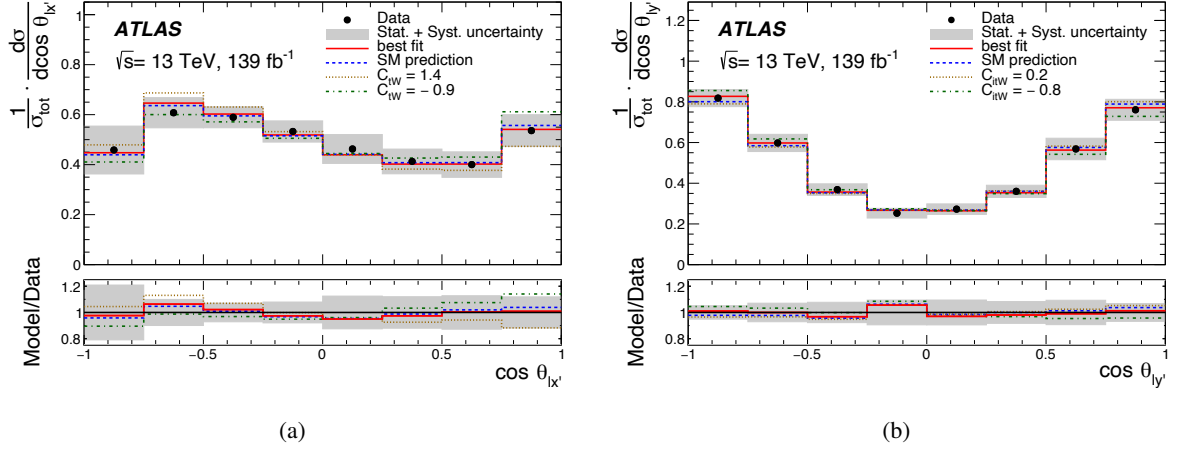 ATLAS
√s= 13 TeV, 139 fb⁻¹
Data
Stat. + Syst. uncertainty
best fit
SM prediction
C_tW = 1.4
C_tW = − 0.9
1/σ_tot · dσ/dcos θ_lx'
1.2
1
0.8
0.6
0.4
0.2
0
Model/Data
1.2
1
0.8
−1
−0.5
0
0.5
1
cos θ_lx'
(a)
ATLAS
√s= 13 TeV, 139 fb⁻¹
Data
Stat. + Syst. uncertainty
best fit
SM prediction
C_itW = 0.2
C_itW = − 0.8
1/σ_tot · dσ/dcos θ_ly'
1.2
1
0.8
0.6
0.4
0.2
0
Model/Data
1.2
1
0.8
−1
−0.5
0
0.5
1
cos θ_ly'
(b)